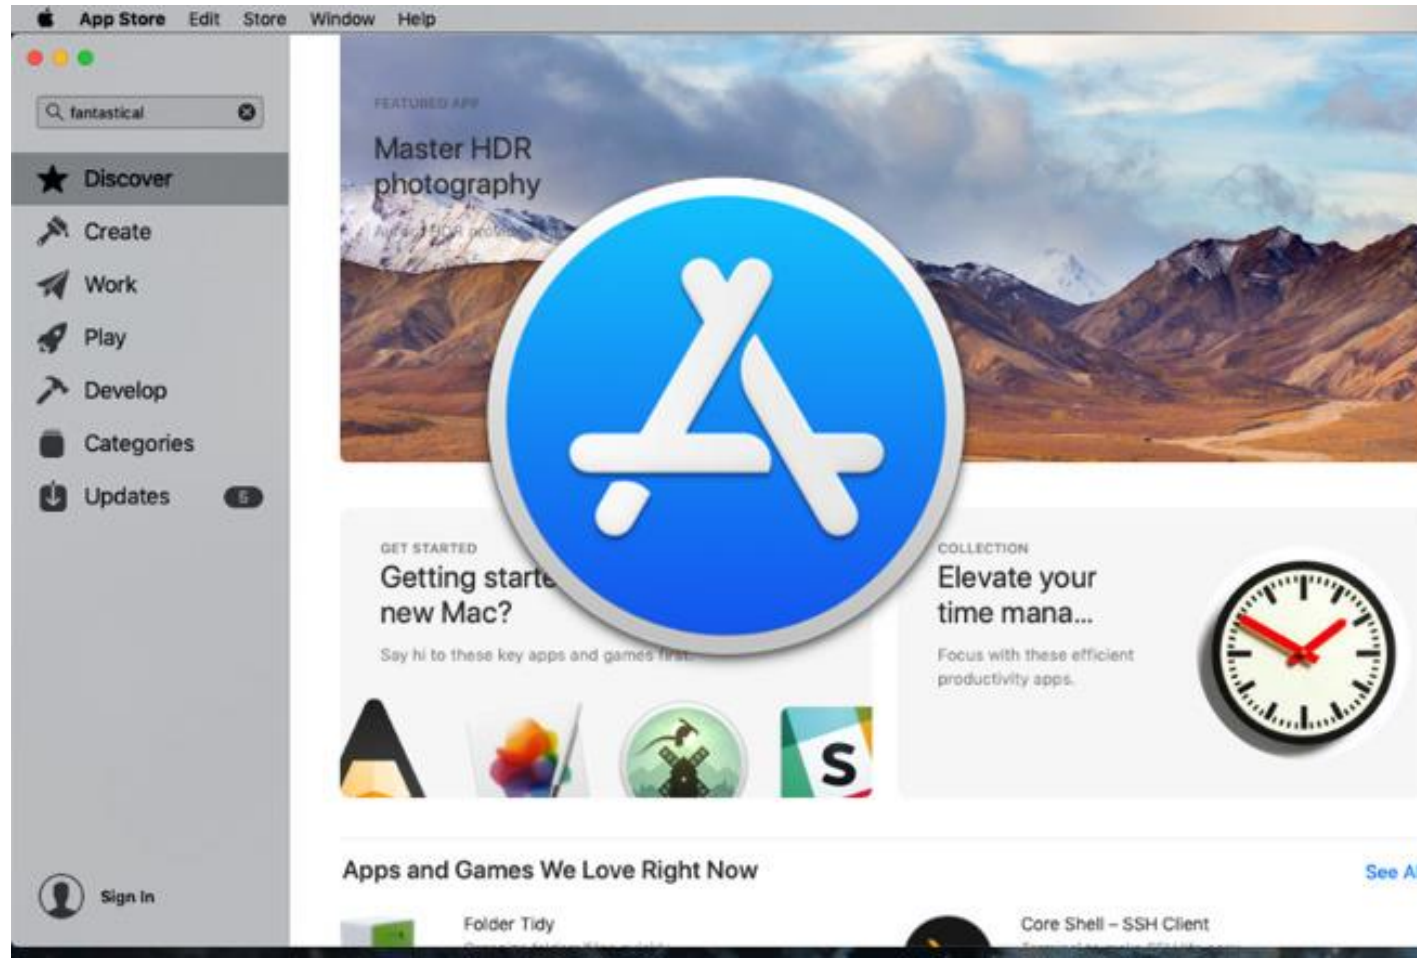 App Store Edit Store Window Help
fantastical
Discover
Create
Work
Play
Develop
Categories
Updates 5
Sign In
FEATURED APP
Master HDR
photography
GET STARTED
Getting starte
new Mac?
Say hi to these key apps and games first.
S
COLLECTION
Elevate your
time mana...
Focus with these efficient
productivity apps.
Apps and Games We Love Right Now
See Al
Folder Tidy
Core Shell – SSH Client